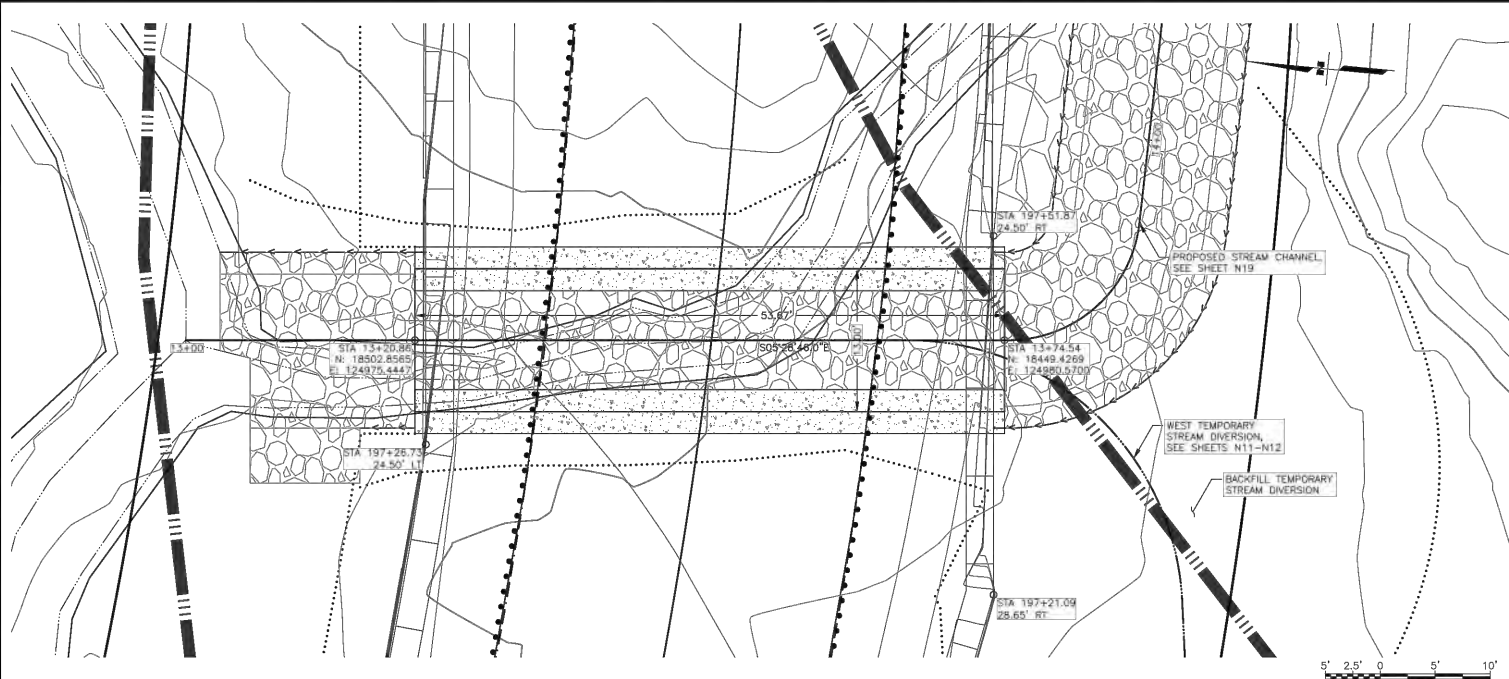 STA 197+51.87
24.50' RT
14+00
PROPOSED STREAM CHANNEL,
SEE SHEET N19
53.67'
13+00
STA 13+20.86
N: 18502.8565
E: 124975.4447
S05°28'46.0"E
13.00'
STA 13+74.54
N: 18449.4269
E: 124980.5700
WEST TEMPORARY
STREAM DIVERSION,
SEE SHEETS N11-N12
STA 197+26.73
24.50' LT
BACKFILL TEMPORARY
STREAM DIVERSION
STA 197+21.09
28.65' RT
5' 2.5' 0 5' 10'